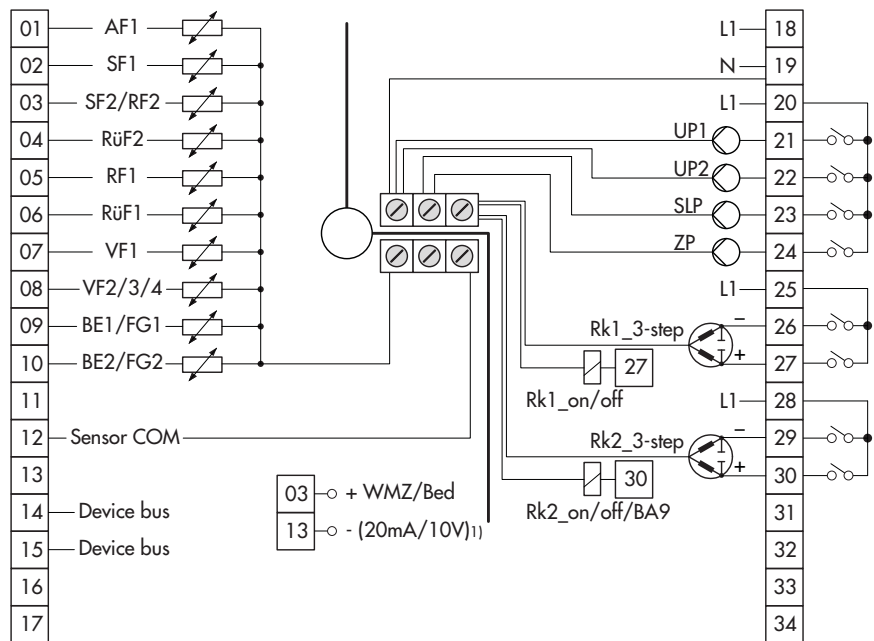 01 AF1 L1 18
02 SF1 N 19
03 SF2/RF2 L1 20
04 RüF2 UP1 21
05 RF1 UP2 22
06 RüF1 SLP 23
07 VF1 ZP 24
08 VF2/3/4 L1 25
09 BE1/FG1 Rk1_3-step − 26
10 BE2/FG2 27 + 27
Rk1_on/off
11 L1 28
12 Sensor COM Rk2_3-step − 29
13 03 + WMZ/Bed 30 + 30
Rk2_on/off/BA9
14 Device bus 13 - (20mA/10V)1) 31
15 Device bus 32
16 33
17 34